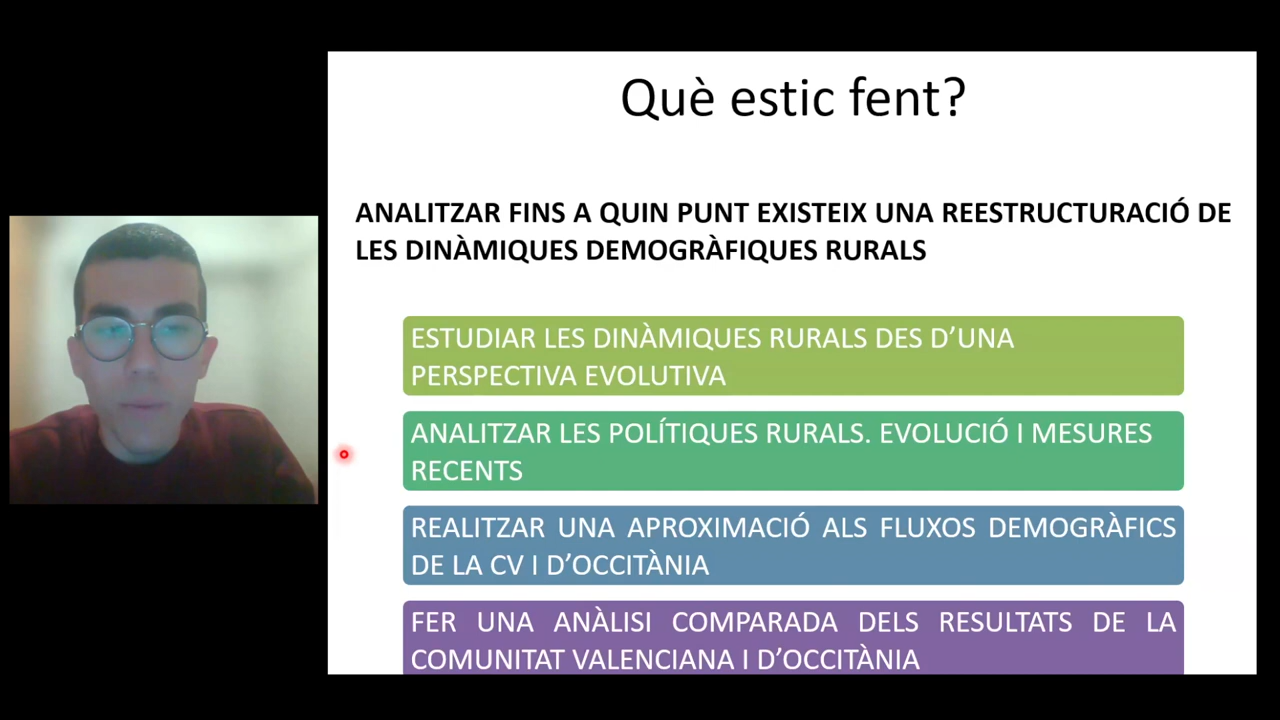 Què estic fent?
ANALITZAR FINS A QUIN PUNT EXISTEIX UNA REESTRUCTURACIÓ DE
LES DINÀMIQUES DEMOGRÀFIQUES RURALS
ESTUDIAR LES DINÀMIQUES RURALS DES D’UNA
PERSPECTIVA EVOLUTIVA
ANALITZAR LES POLÍTIQUES RURALS. EVOLUCIÓ I MESURES
RECENTS
REALITZAR UNA APROXIMACIÓ ALS FLUXOS DEMOGRÀFICS
DE LA CV I D’OCCITÀNIA
FER UNA ANÀLISI COMPARADA DELS RESULTATS DE LA
COMUNITAT VALENCIANA I D’OCCITÀNIA